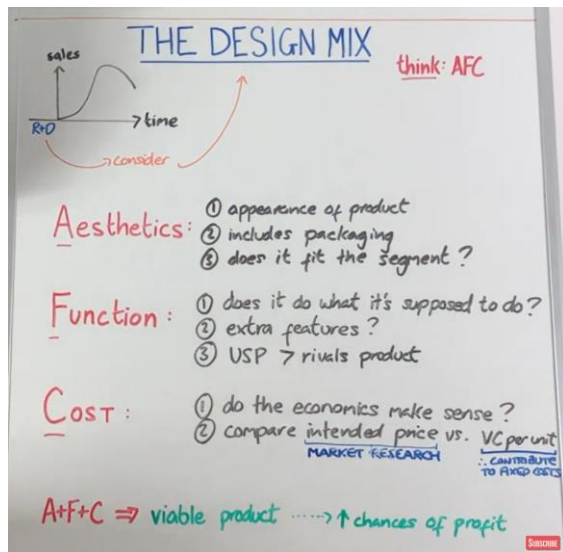 THE DESIGN MIX
think: AFC
sales
time
R+D
consider
Aesthetics: ① appearance of product
② includes packaging
③ does it fit the segment?
Function: ① does it do what it's supposed to do?
② extra features?
③ USP > rivals product
COST: ① do the economics make sense?
② compare intended price vs. VC per unit
MARKET RESEARCH
∴ CONTRIBUTE
TO FIXED COSTS
A+F+C ⇒ viable product ⋯⋯> ↑ chances of profit
SUBSCRIBE